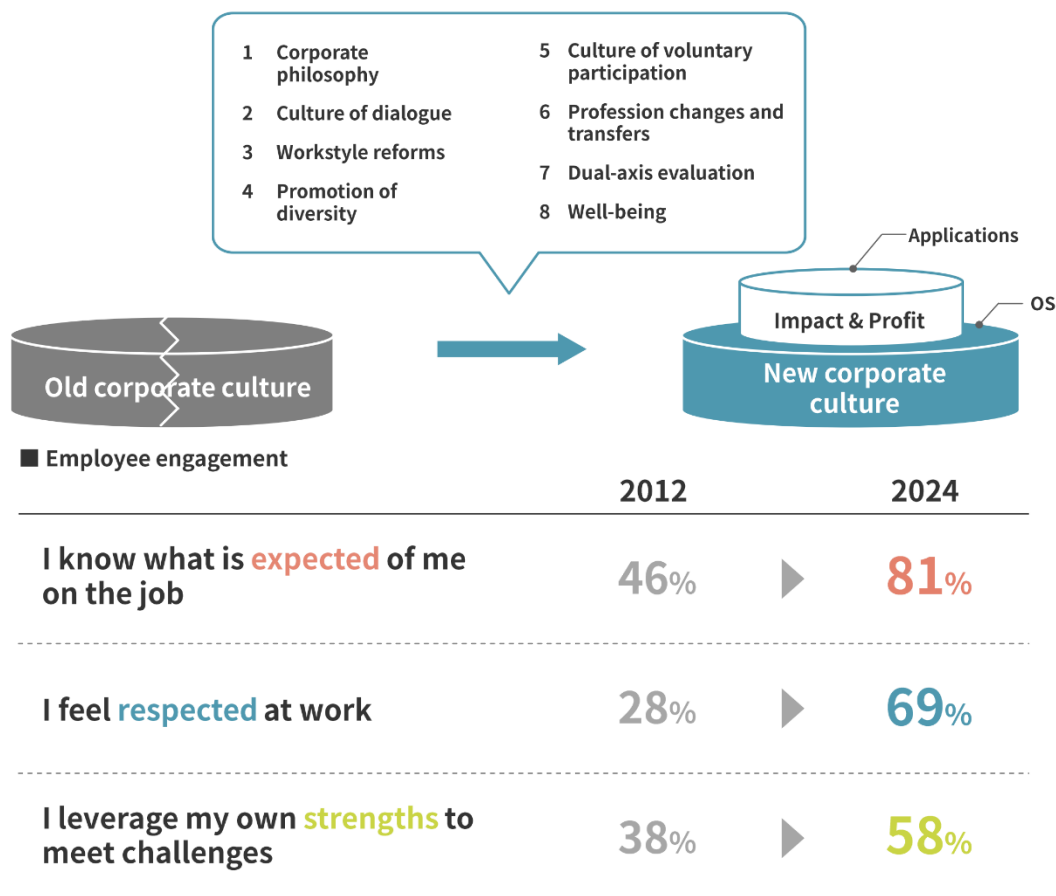 1 Corporate
philosophy
2 Culture of dialogue
3 Workstyle reforms
4 Promotion of
diversity
5 Culture of voluntary
participation
6 Profession changes and
transfers
7 Dual-axis evaluation
8 Well-being
Applications
OS
Impact & Profit
Old corporate culture
New corporate
culture
■ Employee engagement
2012 2024
I know what is expected of me
on the job
46% 81%
I feel respected at work
28% 69%
I leverage my own strengths to
meet challenges
38% 58%